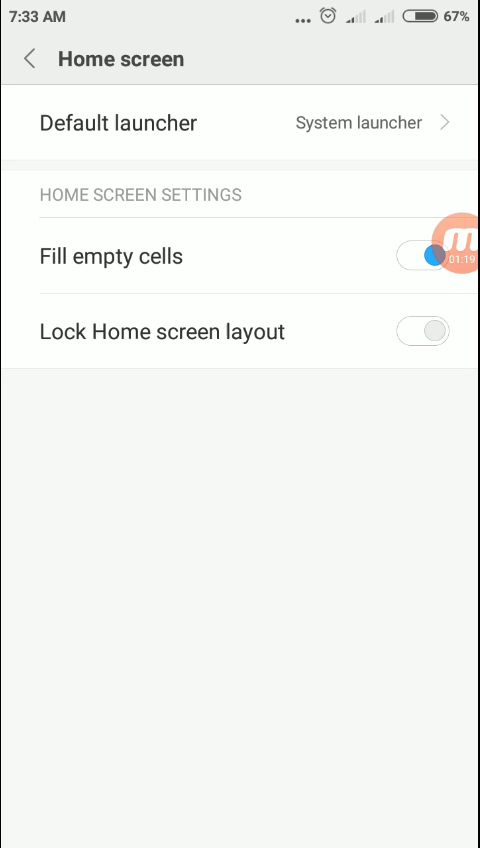 7:33 AM 67%
Home screen
Default launcher System launcher
HOME SCREEN SETTINGS
Fill empty cells
01:19
Lock Home screen layout